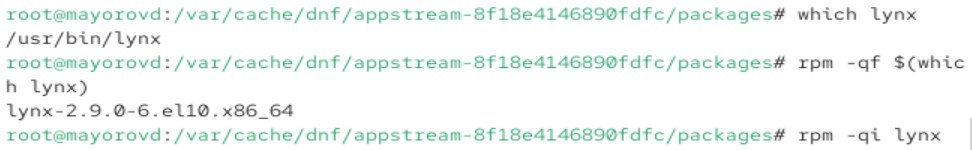 root@mayorovd:/var/cache/dnf/appstream-8f18e4146890fdfc/packages# which lynx
/usr/bin/lynx
root@mayorovd:/var/cache/dnf/appstream-8f18e4146890fdfc/packages# rpm -qf $(whic
h lynx)
lynx-2.9.0-6.el10.x86_64
root@mayorovd:/var/cache/dnf/appstream-8f18e4146890fdfc/packages# rpm -qi lynx